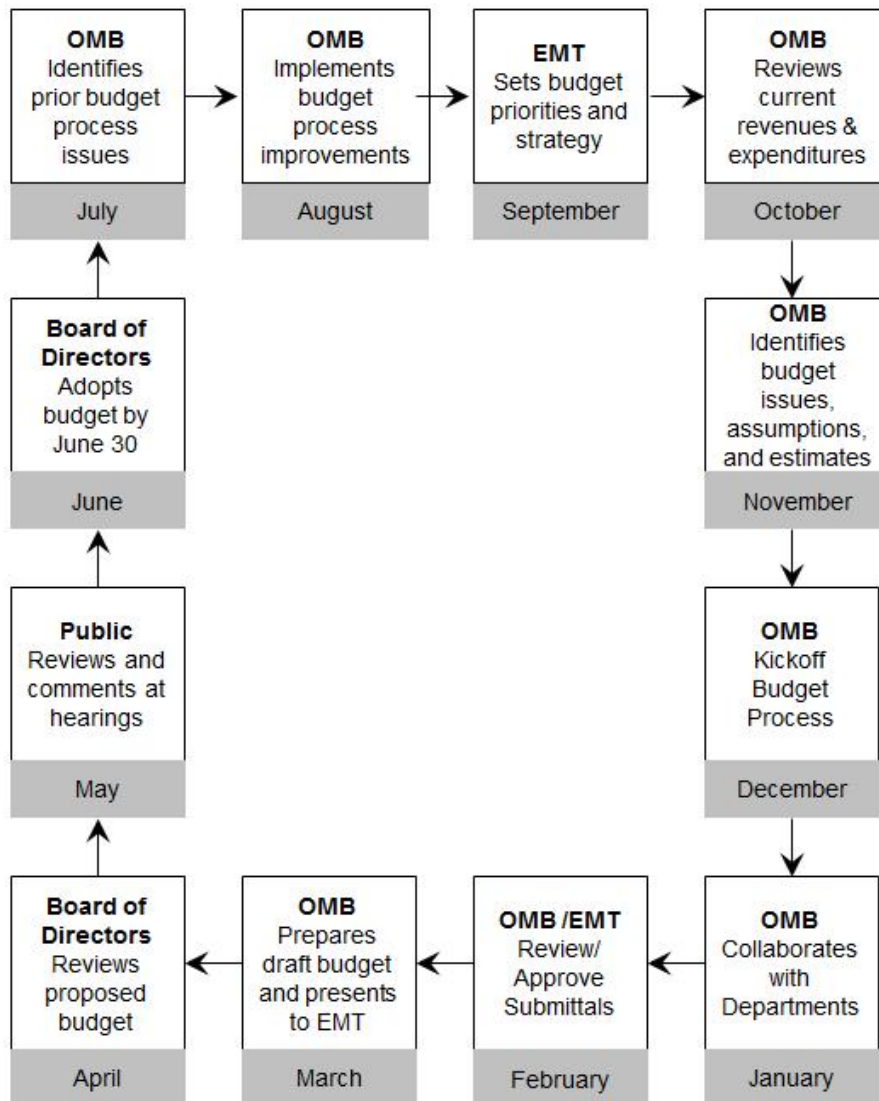 OMB
Identifies
prior budget
process
issues
July
OMB
Implements
budget
process
improvements
August
EMT
Sets budget
priorities and
strategy
September
OMB
Reviews
current
revenues &
expenditures
October
OMB
Identifies
budget
issues,
assumptions,
and estimates
November
OMB
Kickoff
Budget
Process
December
OMB
Collaborates
with
Departments
January
OMB /EMT
Review/
Approve
Submittals
February
OMB
Prepares
draft budget
and presents
to EMT
March
Board of
Directors
Reviews
proposed
budget
April
Public
Reviews and
comments at
hearings
May
Board of
Directors
Adopts
budget by
June 30
June